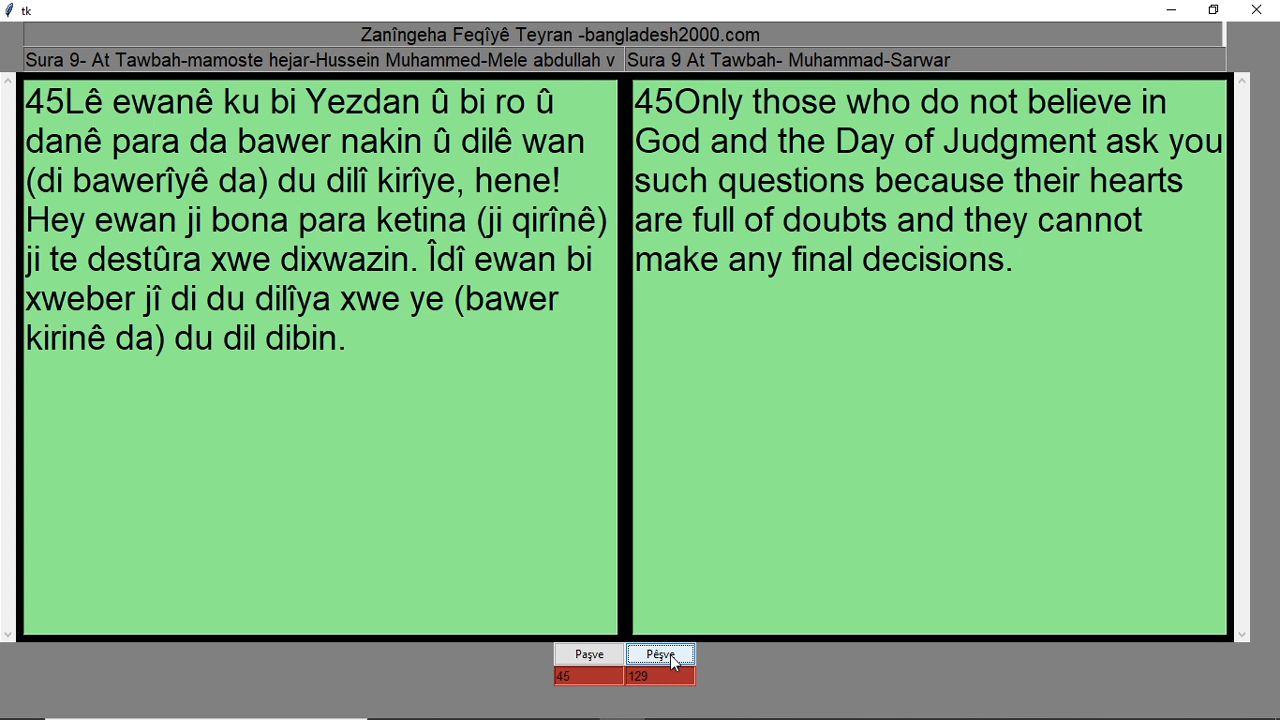 tk
Zanîngeha Feqîyê Teyran -bangladesh2000.com
Sura 9- At Tawbah-mamoste hejar-Hussein Muhammed-Mele abdullah v
Sura 9 At Tawbah- Muhammad-Sarwar
45Lê ewanê ku bi Yezdan û bi ro û
danê para da bawer nakin û dilê wan
(di bawerîyê da) du dilî kirîye, hene!
Hey ewan ji bona para ketina (ji qirînê)
ji te destûra xwe dixwazin. Îdî ewan bi
xweber jî di du dilîya xwe ye (bawer
kirinê da) du dil dibin.
45Only those who do not believe in
God and the Day of Judgment ask you
such questions because their hearts
are full of doubts and they cannot
make any final decisions.
Paşve
Pêşve
45
129